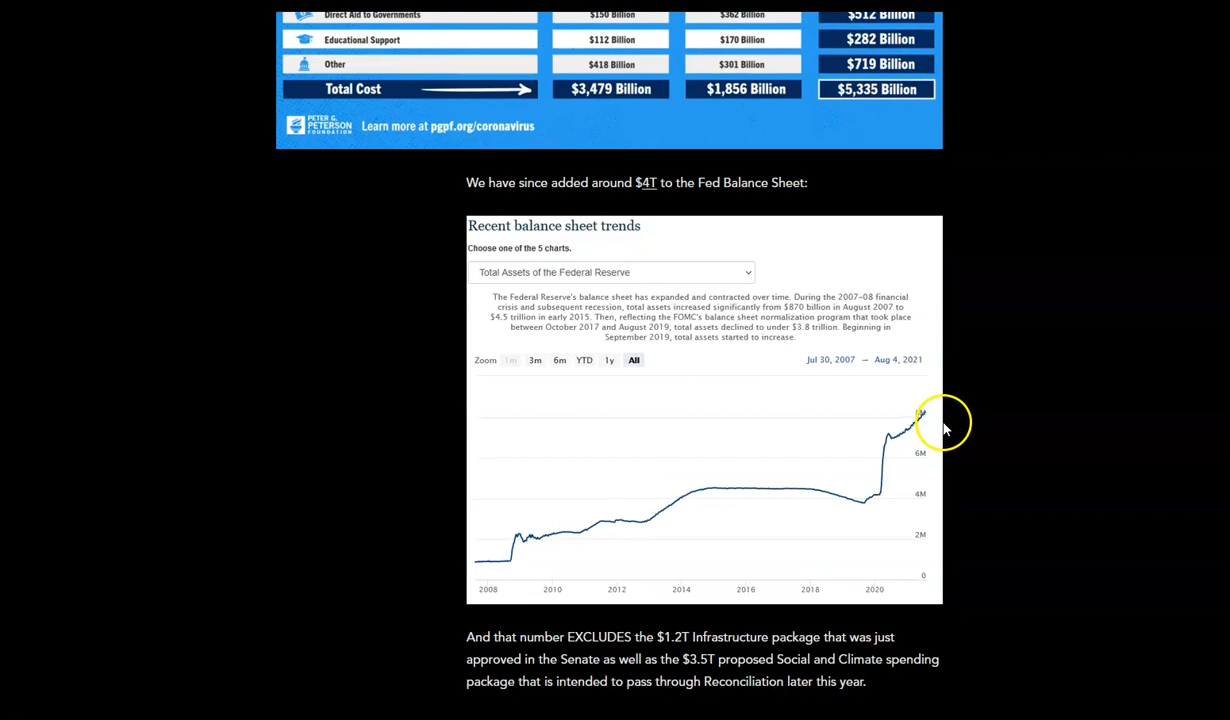 Direct Aid to Governments $150 Billion $362 Billion $512 Billion
Educational Support $112 Billion $170 Billion $282 Billion
Other $418 Billion $301 Billion $719 Billion
Total Cost $3,479 Billion $1,856 Billion $5,335 Billion
PETER G.
PETERSON
FOUNDATION
Learn more at pgpf.org/coronavirus
We have since added around $4T to the Fed Balance Sheet:
Recent balance sheet trends
Choose one of the 5 charts.
Total Assets of the Federal Reserve
The Federal Reserve's balance sheet has expanded and contracted over time. During the 2007-08 financial
crisis and subsequent recession, total assets increased significantly from $870 billion in August 2007 to
$4.5 trillion in early 2015. Then, reflecting the FOMC's balance sheet normalization program that took place
between October 2017 and August 2019, total assets declined to under $3.8 trillion. Beginning in
September 2019, total assets started to increase.
Zoom 1m 3m 6m YTD 1y All Jul 30, 2007 → Aug 4, 2021
6M
4M
2M
0
2008 2010 2012 2014 2016 2018 2020
And that number EXCLUDES the $1.2T Infrastructure package that was just
approved in the Senate as well as the $3.5T proposed Social and Climate spending
package that is intended to pass through Reconciliation later this year.